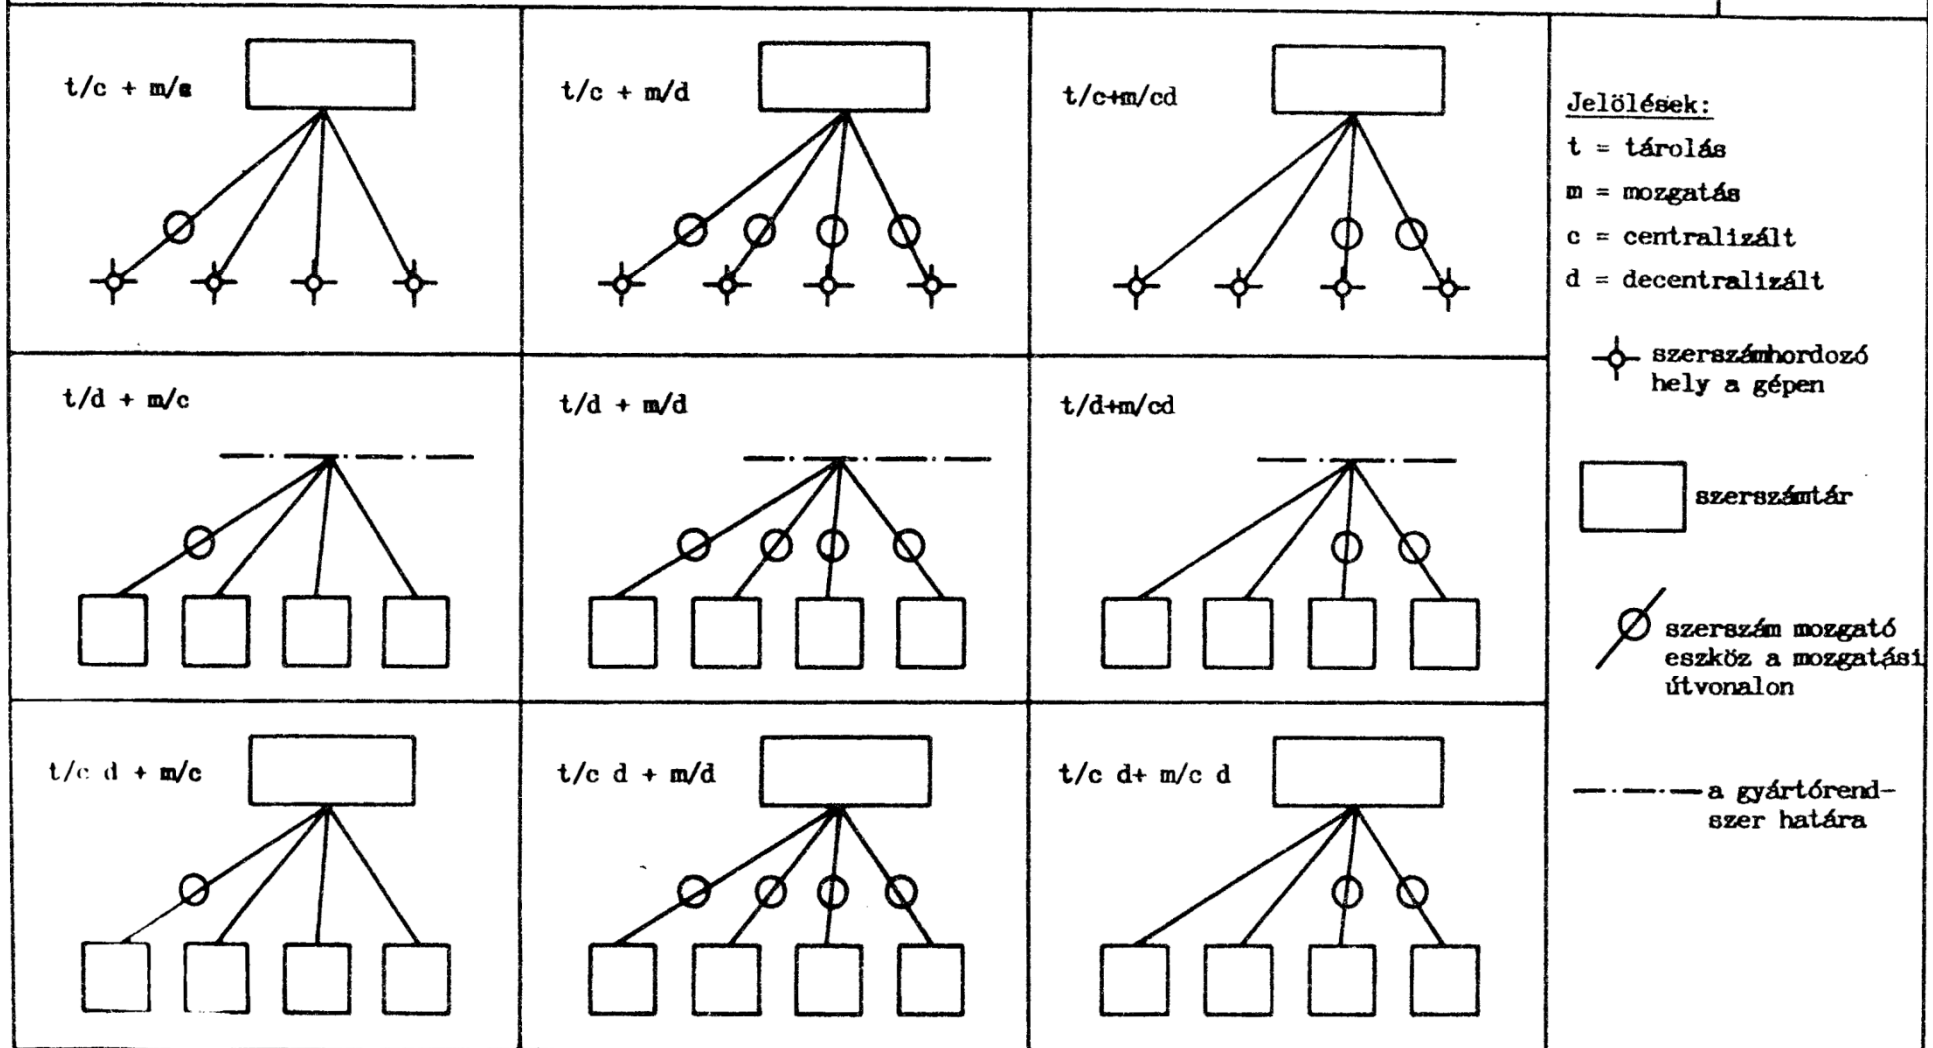 t/c + m/c
t/c + m/d
t/c+m/cd
t/d + m/c
t/d + m/d
t/d+m/cd
t/c d + m/c
t/c d + m/d
t/c d+ m/c d
Jelölések:
t = tárolás
m = mozgatás
c = centralizált
d = decentralizált
szerszámhordozó
hely a gépen
szerszámtár
szerszám mozgató
eszköz a mozgatási
útvonalon
a gyártórend-
szer határa